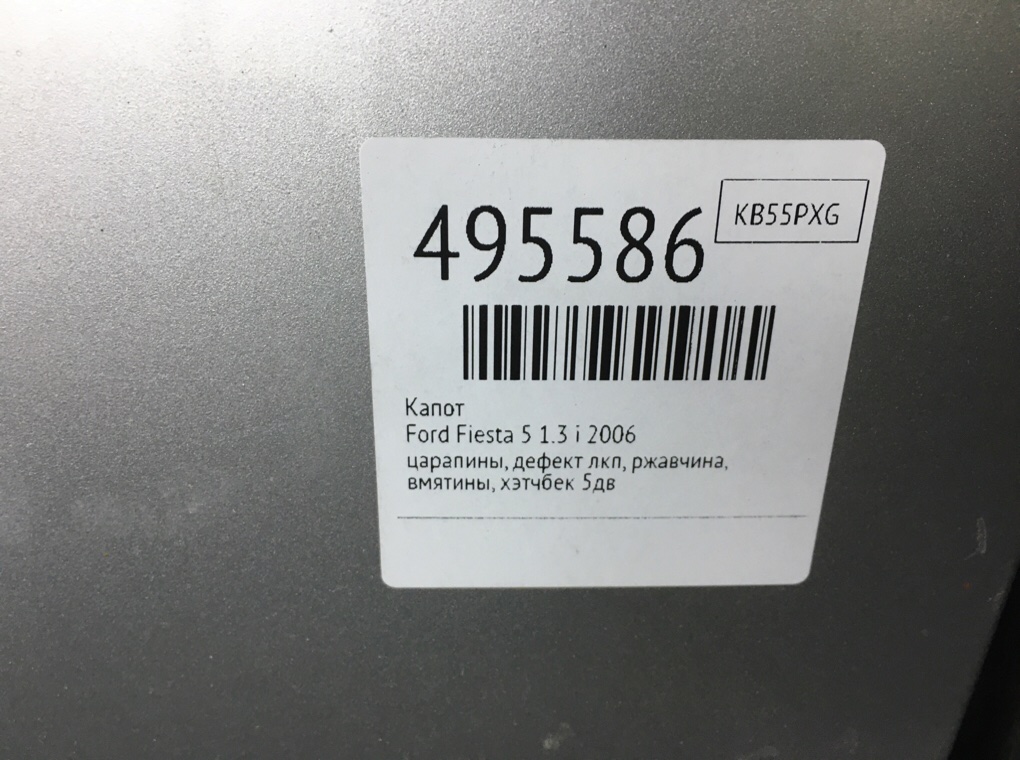 495586
KB55PXG
Капот
Ford Fiesta 5 1.3 i 2006
царапины, дефект лкп, ржавчина,
вмятины, хэтчбек 5дв